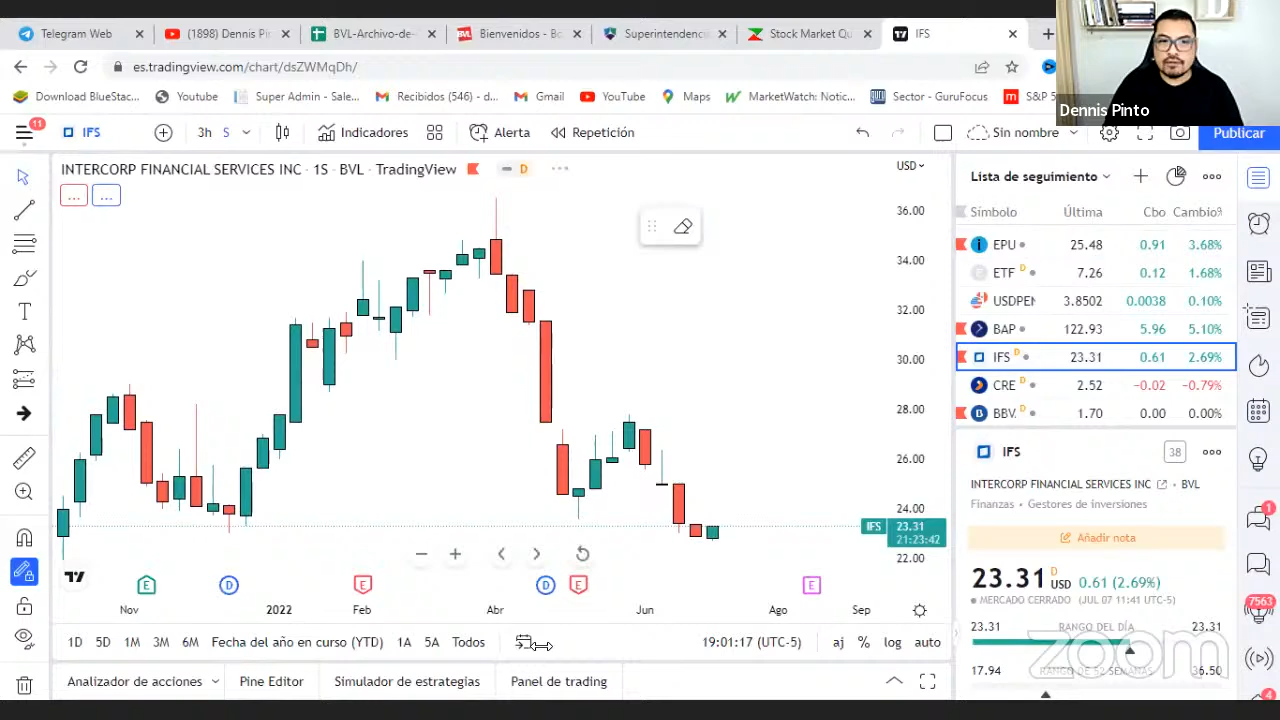 Telegram Web
(1898) Dennis Pi
BVL_Archiv
Bienvenidos
Superintendenc
Stock Market Qu
IFS
es.tradingview.com/chart/dsZWMqDh/
Download BlueStac...
Youtube
Super Admin - Sale...
Recibidos (546) - d...
Gmail
YouTube
Maps
MarketWatch: Notic...
Sector - GuruFocus
S&P 5
Dennis Pinto
11
IFS
3h
S
Indicadores
Alerta
Repetición
Sin nombre
Publicar
INTERCORP FINANCIAL SERVICES INC · 1S · BVL · TradingView
D
USD
36.00
34.00
32.00
30.00
28.00
26.00
24.00
22.00
IFS 23.31
21:23:42
E
D
E
D
E
E
Nov
2022
Feb
Abr
Jun
Ago
Sep
1D 5D 1M 3M 6M Fecha del año en curso (YTD) 1A 5A Todos
19:01:17 (UTC-5)
% log auto
Analizador de acciones
Pine Editor
Simulador de estrategias
Panel de trading
Lista de seguimiento
Símbolo Última Cbo Cambio%
EPU 25.48 0.91 3.68%
ETF D 7.26 0.12 1.68%
USDPEN 3.8502 0.0038 0.10%
BAP 122.93 5.96 5.10%
IFS D 23.31 0.61 2.69%
CRE D 2.52 −0.02 −0.79%
BBV. 1.70 0.00 0.00%
IFS
38
INTERCORP FINANCIAL SERVICES INC · BVL
Finanzas · Gestores de inversiones
Añadir nota
23.31 D USD 0.61 (2.69%)
MERCADO CERRADO (JUL 07 11:41 UTC-5)
23.31 RANGO DEL DÍA 23.31
17.94 RANGO DE 52 SEMANAS 36.50
zoom
1
7563
4